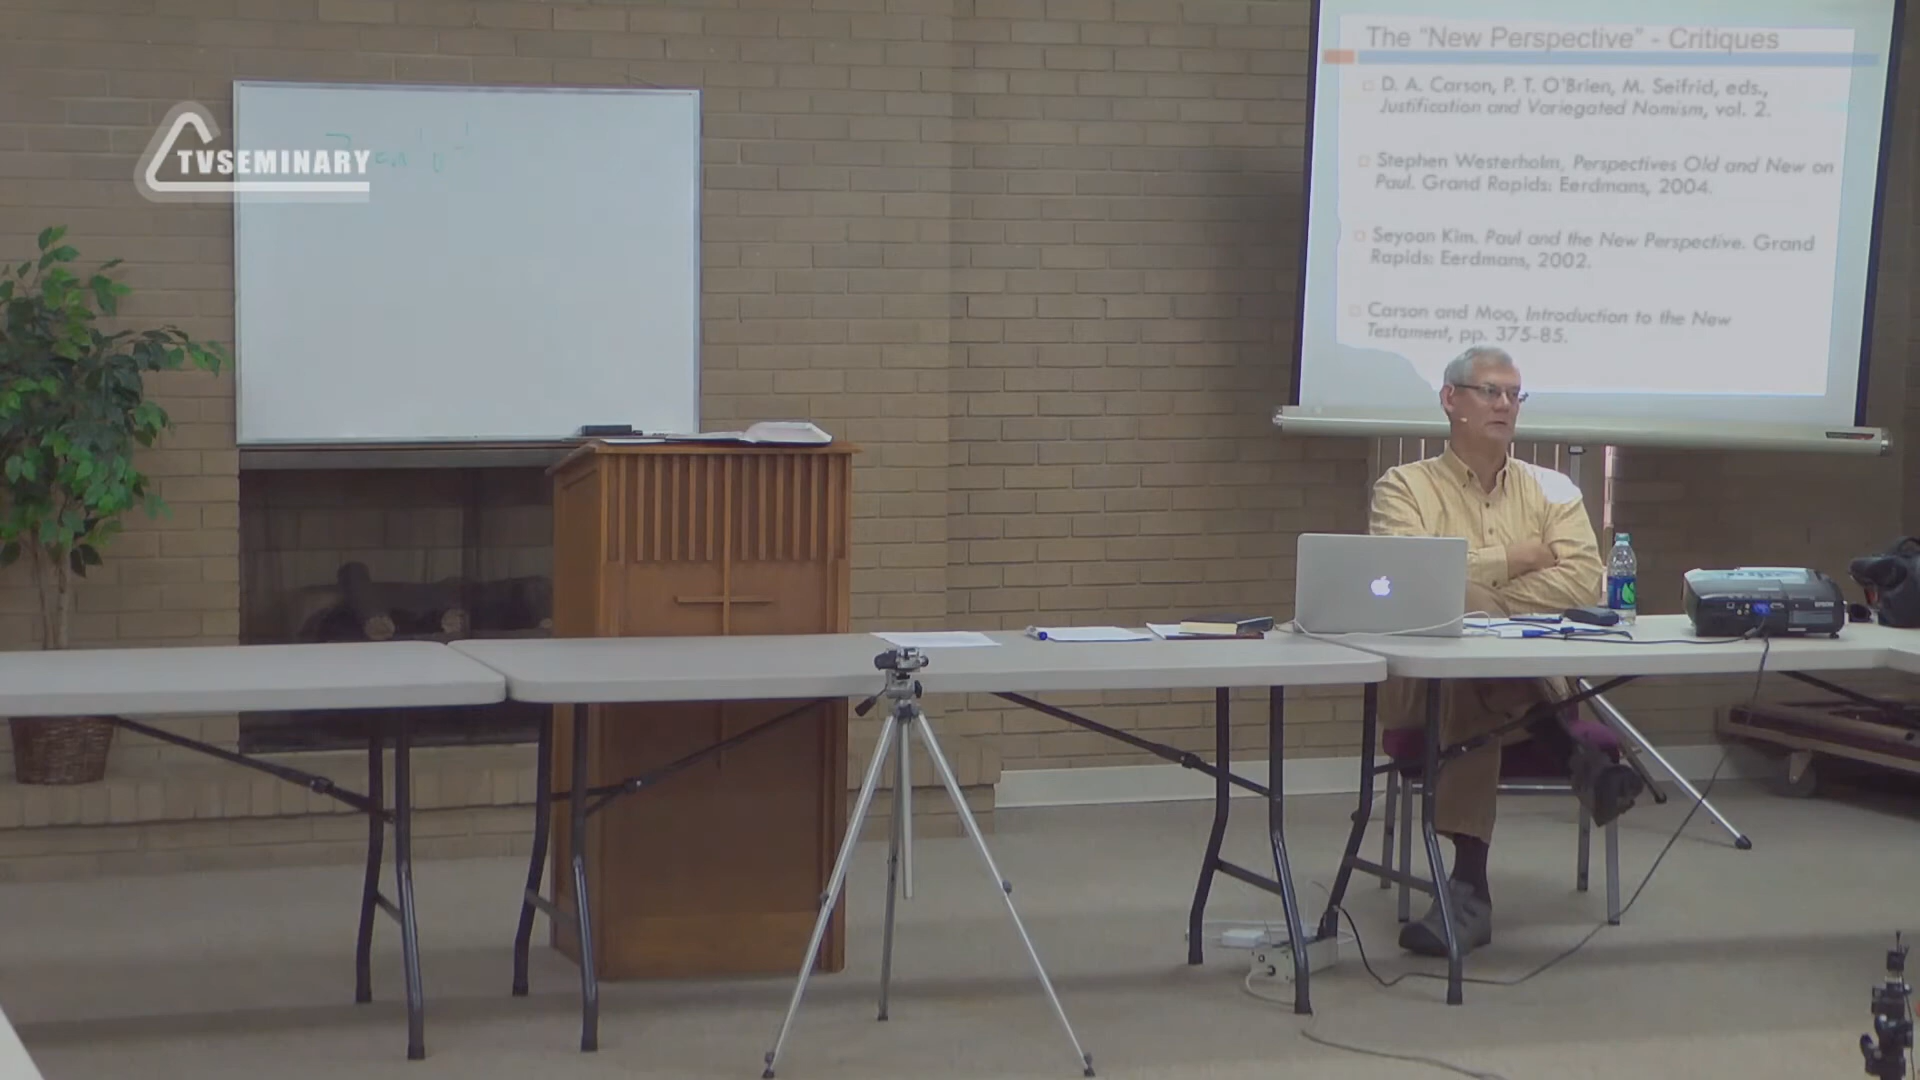 TVSEMINARY
The “New Perspective” - Critiques
D. A. Carson, P. T. O'Brien, M. Seifrid, eds.,
Justification and Variegated Nomism, vol. 2.
Stephen Westerholm, Perspectives Old and New on
Paul. Grand Rapids: Eerdmans, 2004.
Seyoon Kim. Paul and the New Perspective. Grand
Rapids: Eerdmans, 2002.
Carson and Moo, Introduction to the New
Testament, pp. 375-85.